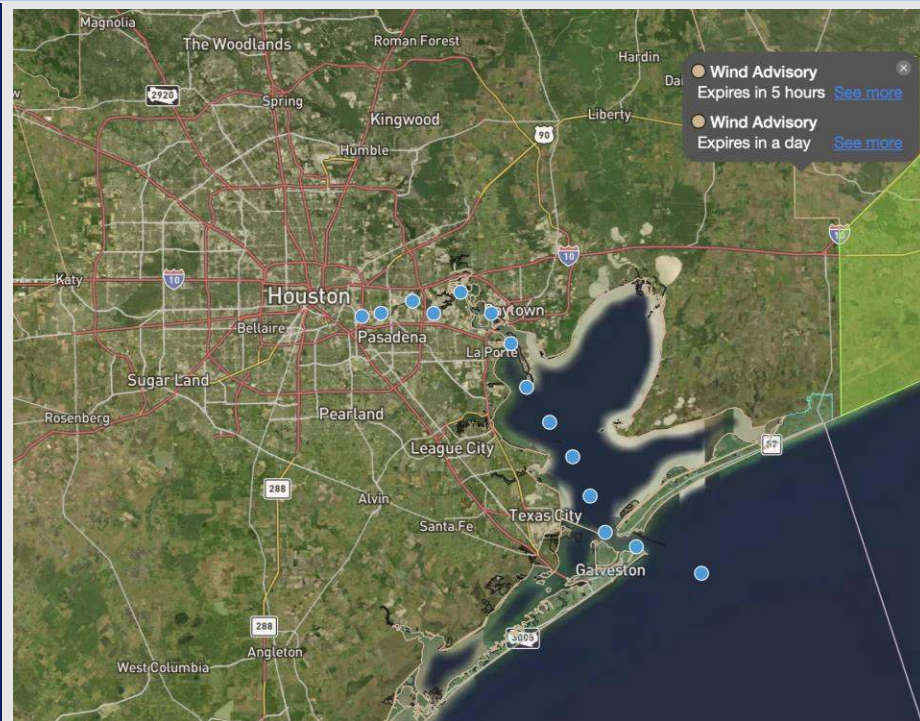 Magnolia
The Woodlands
Roman Forest
Hardin
Wind Advisory
Expires in 5 hours See more
Wind Advisory
Expires in a day See more
2920
Spring
Kingwood
Liberty
90
Humble
10
10
Katy
10
Houston
Bellaire
Pasadena
La Porte
Sugar Land
Rosenberg
Pearland
League City
87
288
Alvin
Texas City
Santa Fe
Galveston
288
3005
Angleton
West Columbia